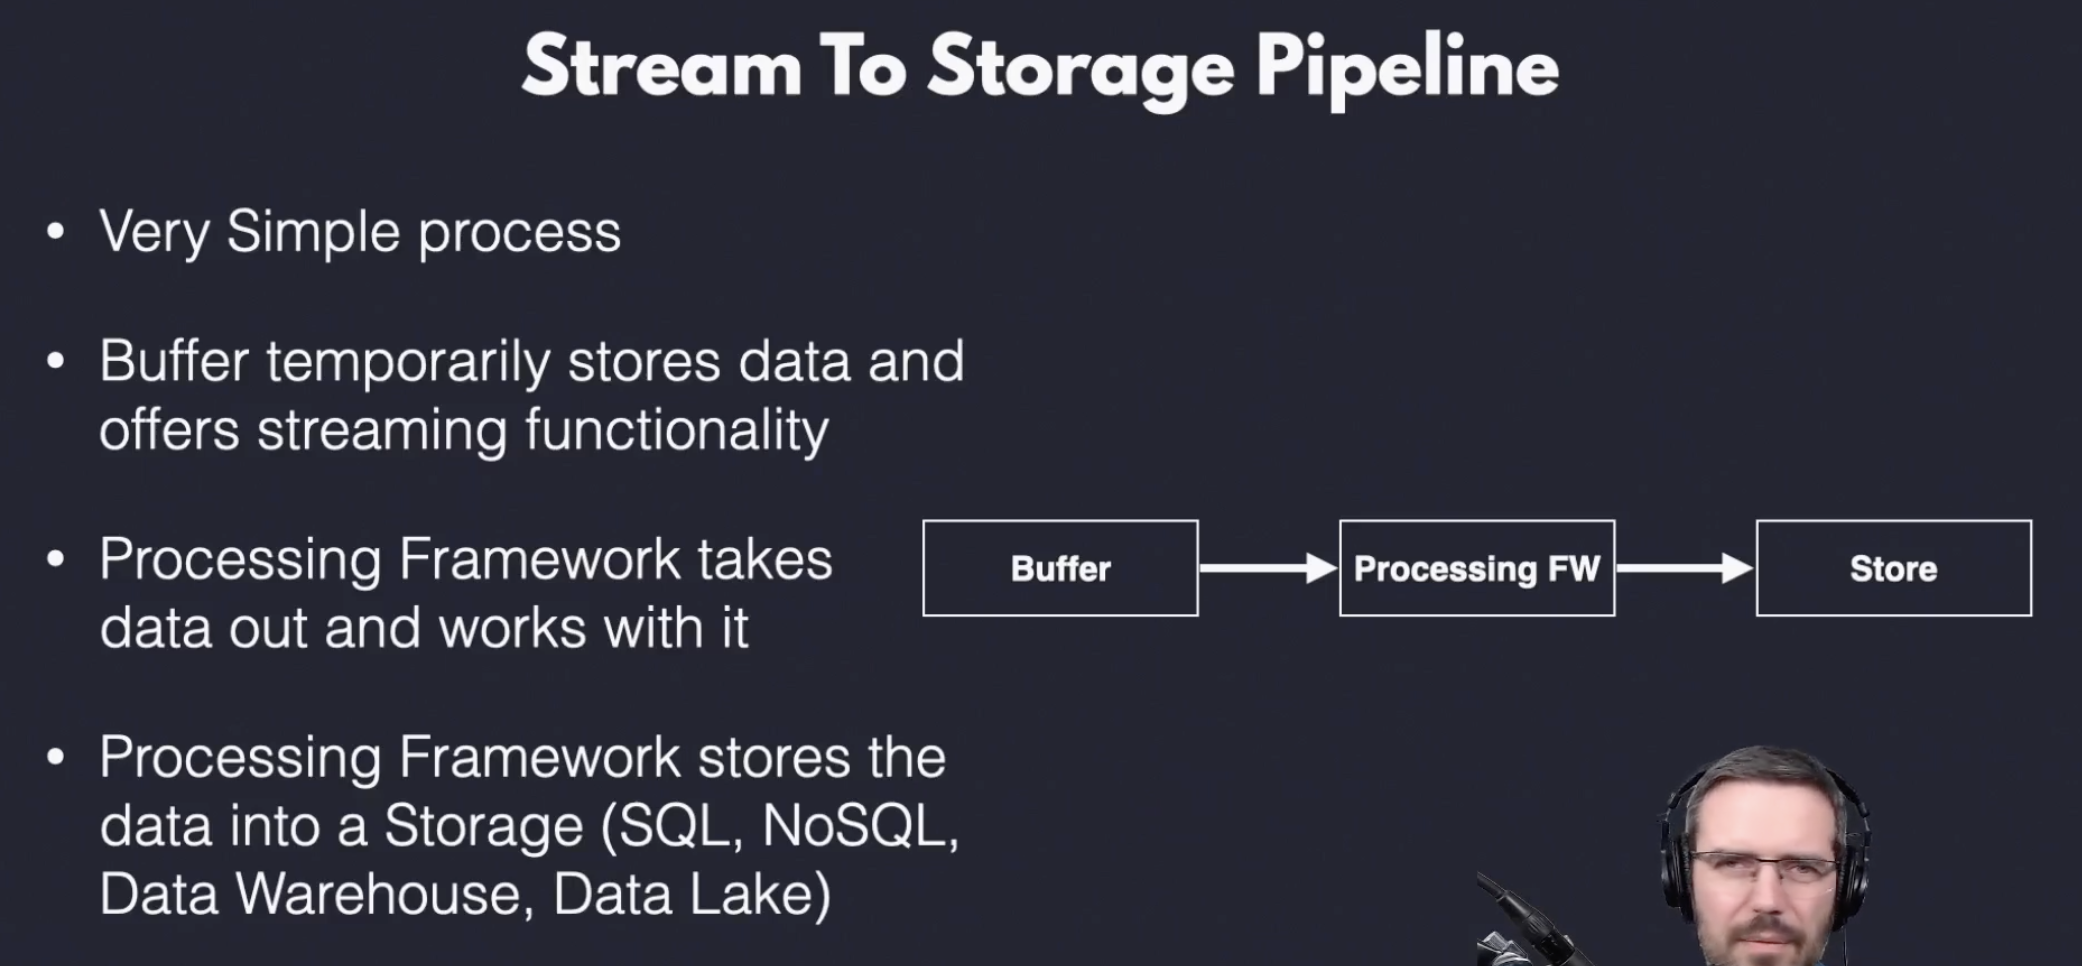 Stream To Storage Pipeline
• Very Simple process
• Buffer temporarily stores data and
offers streaming functionality
• Processing Framework takes
data out and works with it
• Processing Framework stores the
data into a Storage (SQL, NoSQL,
Data Warehouse, Data Lake)
Buffer
Processing FW
Store